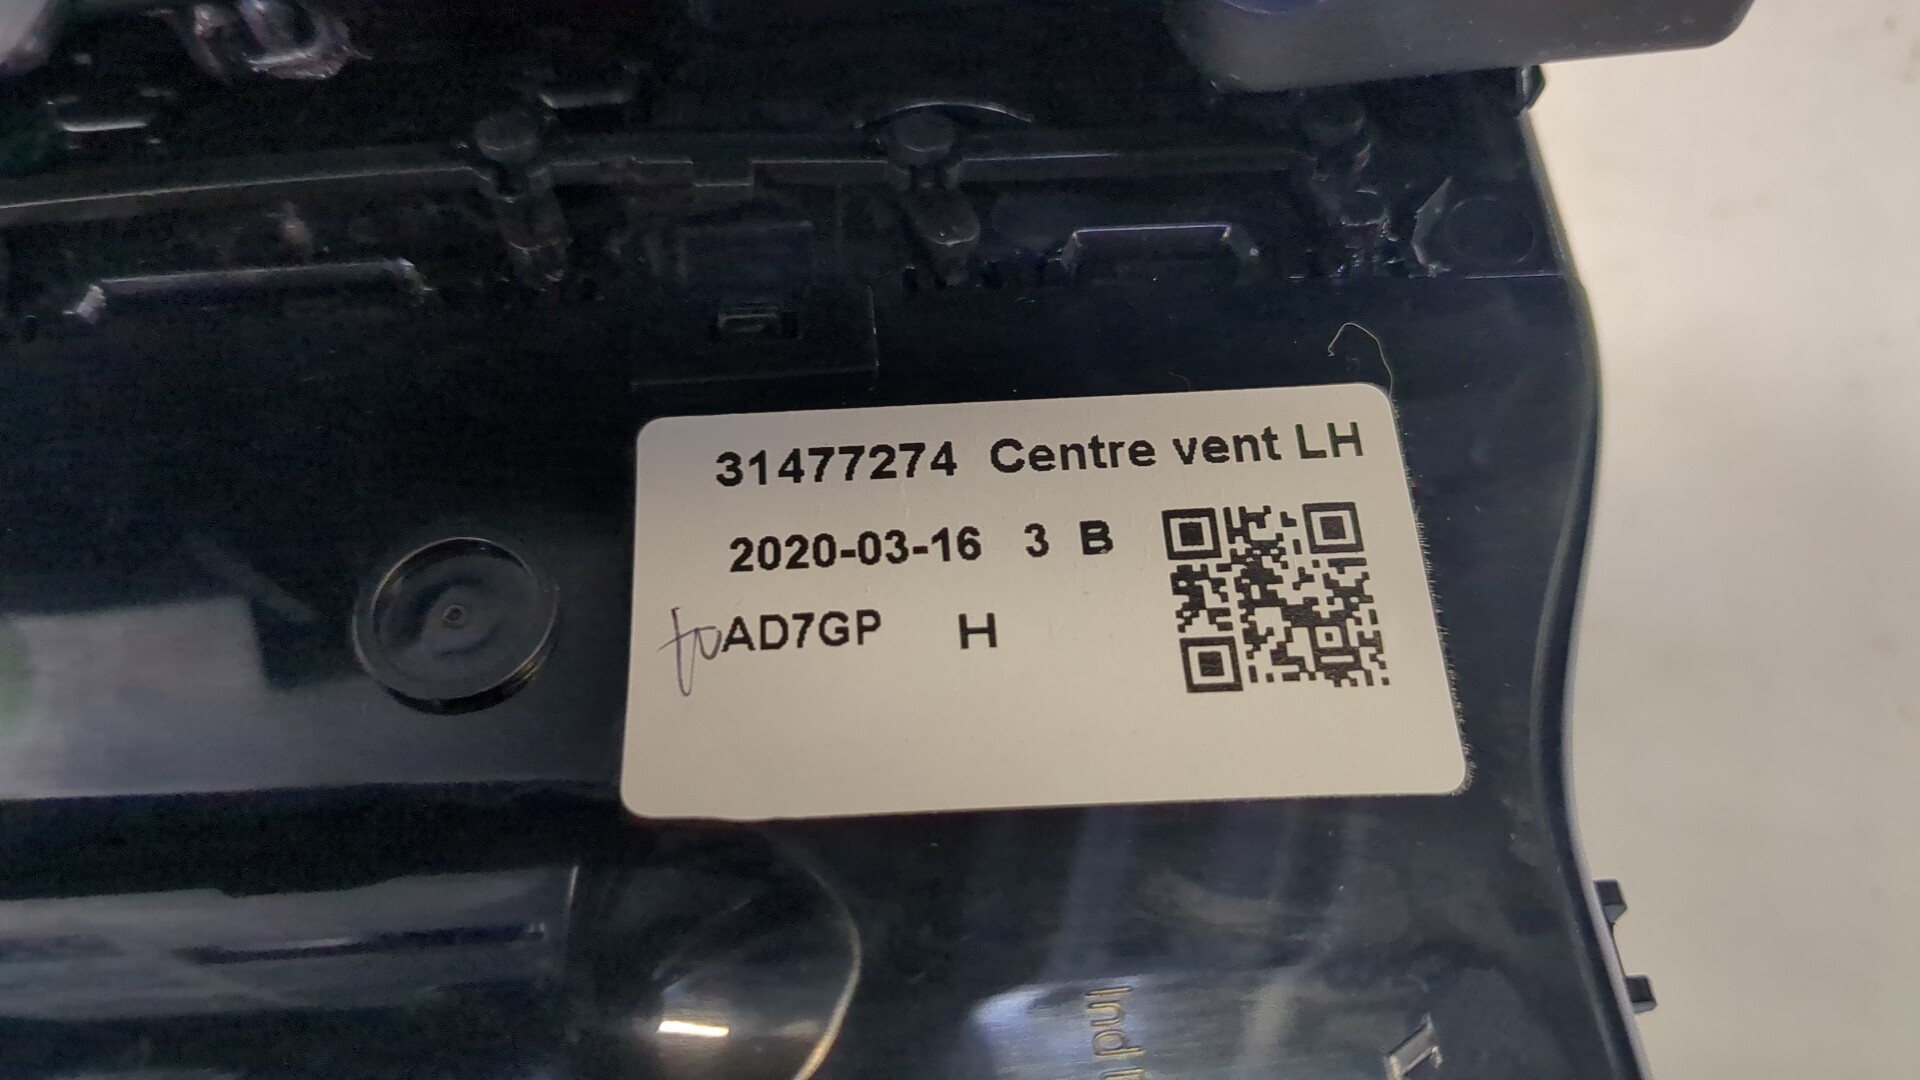 31477274 Centre vent LH
2020-03-16 3 B
AD7GP H